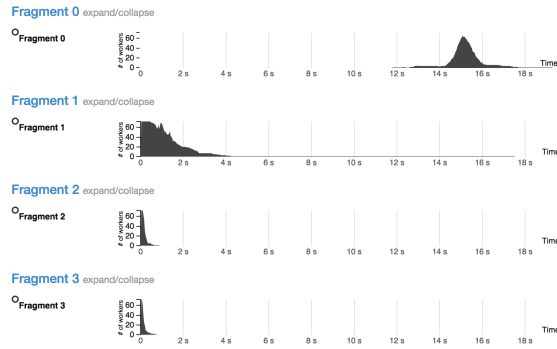 Fragment 0 expand/collapse
Fragment 0
# of workers
60
40
20
0
0 2 s 4 s 6 s 8 s 10 s 12 s 14 s 16 s 18 s
Time
Fragment 1 expand/collapse
Fragment 1
# of workers
60
40
20
0
0 2 s 4 s 6 s 8 s 10 s 12 s 14 s 16 s 18 s
Time
Fragment 2 expand/collapse
Fragment 2
# of workers
60
40
20
0
0 2 s 4 s 6 s 8 s 10 s 12 s 14 s 16 s 18 s
Time
Fragment 3 expand/collapse
Fragment 3
# of workers
60
40
20
0
0 2 s 4 s 6 s 8 s 10 s 12 s 14 s 16 s 18 s
Time